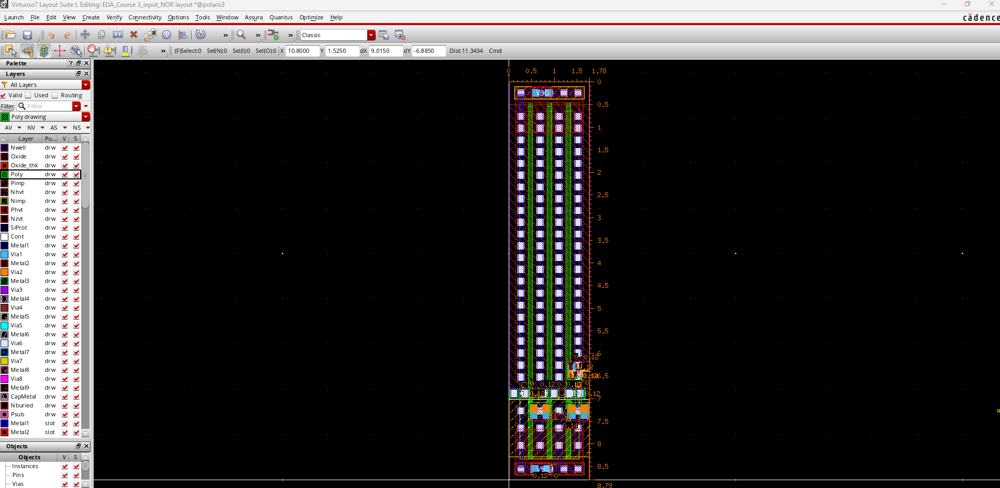 Virtuoso? Layout Suite L Editing: EDA_Course 3_input_NOR layout *@polaris3
Launch File Edit View Create Verify Connectivity Options Tools Window Assura Quantus Optimize Help
cādence
» » » Classic
» (F)Select:0 Sel(N):0 Sel(I):0 Sel(O):0 X 10.8000 Y 1.5250 dX 9.0150 dY -6.8850 Dist:11.3434 Cmd:
Palette
Layers
All Layers
Valid Used Routing
Filter Filter
Poly drawing
AV NV AS NS
Layer Pu... V S
Nwell drw
Oxide drw
Oxide_thk drw
Poly drw
Pimp drw
Nhvt drw
Nimp drw
Phvt drw
Nzvt drw
SiProt drw
Cont drw
Metal1 drw
Via1 drw
Metal2 drw
Via2 drw
Metal3 drw
Via3 drw
Metal4 drw
Via4 drw
Metal5 drw
Via5 drw
Metal6 drw
Via6 drw
Metal7 drw
Via7 drw
Metal8 drw
Via8 drw
Metal9 drw
CapMetal drw
Nburied drw
Psub drw
Metal1 slot
Metal2 slot
Objects
Objects V S
Instances
Pins
Vias
0 0.5 1 1.5 1.78
0
VDD
0.5
1
1.5
2
2.5
3
3.5
4
4.5
5
5.5
6
0.12
6.5
0.12 0 0.12 0
0.12 0.12
7
7.5
0.14
8
8.5
0.12 0
8.79